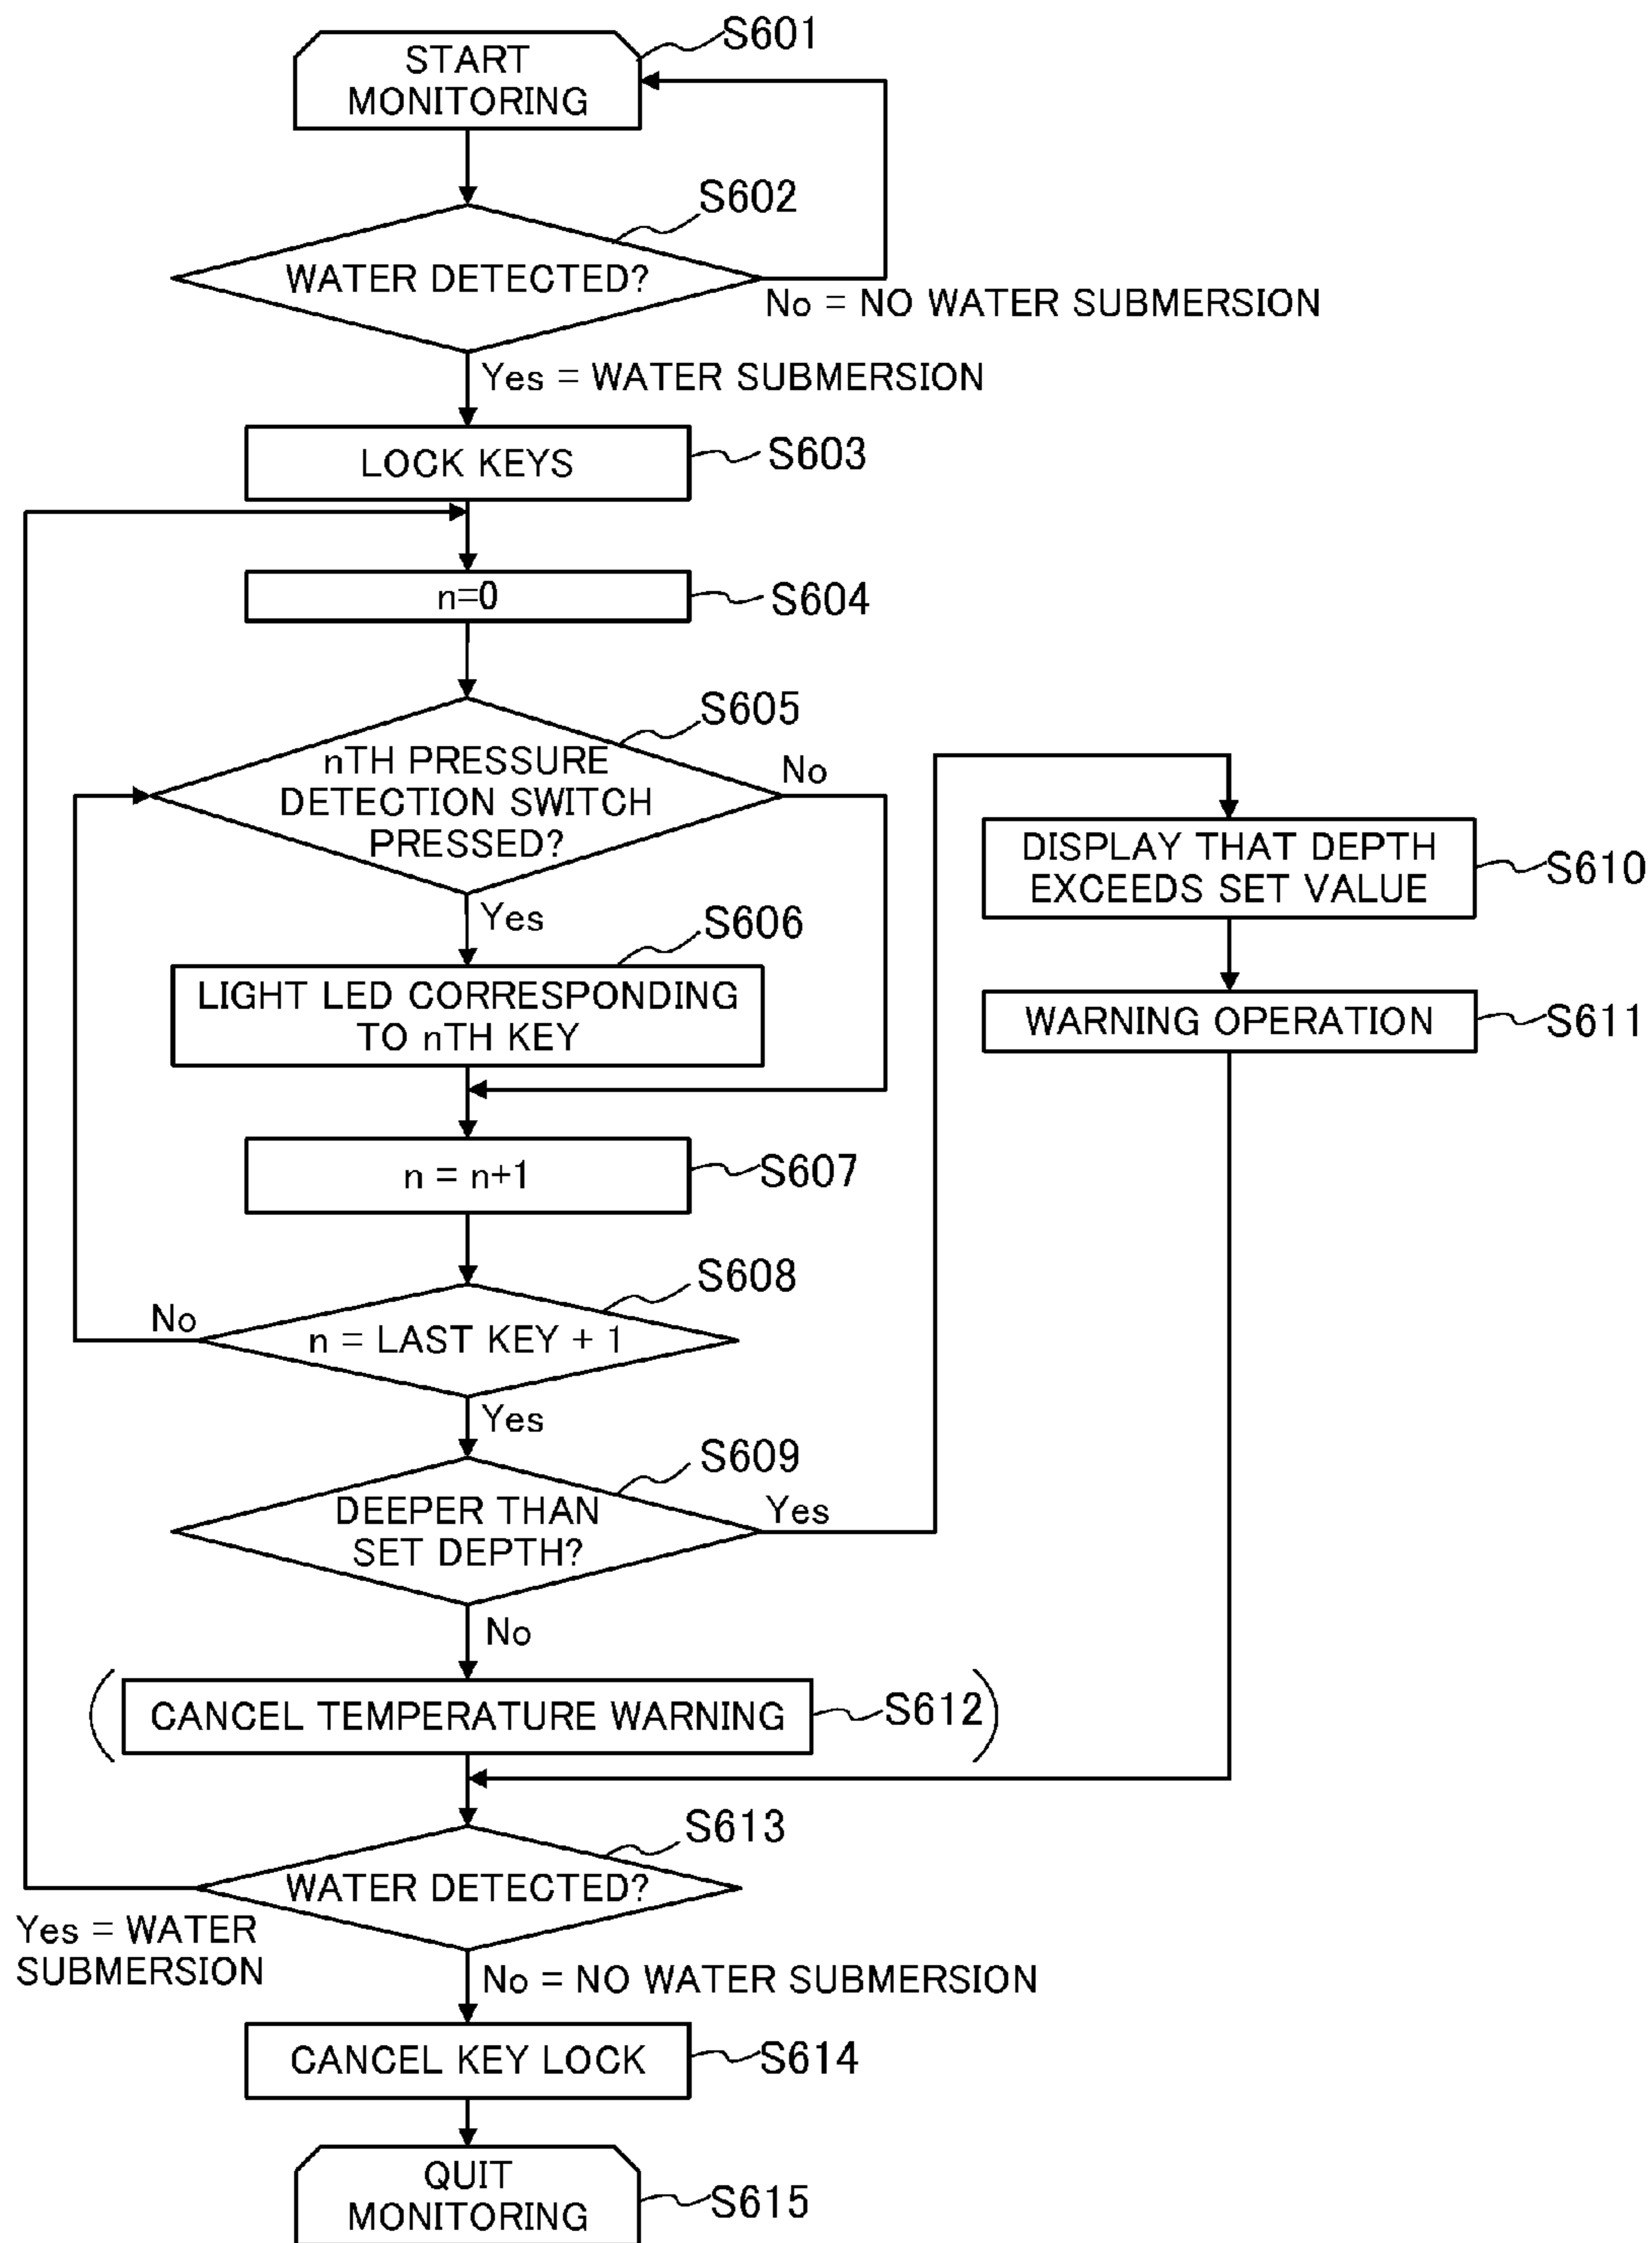 S601
START
MONITORING
S602
WATER DETECTED?
No = NO WATER SUBMERSION
Yes = WATER SUBMERSION
LOCK KEYS
S603
n=0
S604
S605
nTH PRESSURE
DETECTION SWITCH
PRESSED?
No
Yes
S606
LIGHT LED CORRESPONDING
TO nTH KEY
n = n+1
S607
S608
No
n = LAST KEY + 1
Yes
S609
DEEPER THAN
SET DEPTH?
Yes
DISPLAY THAT DEPTH
EXCEEDS SET VALUE
S610
WARNING OPERATION
S611
No
(CANCEL TEMPERATURE WARNING S612)
S613
WATER DETECTED?
Yes = WATER
SUBMERSION
No = NO WATER SUBMERSION
CANCEL KEY LOCK
S614
QUIT
MONITORING
S615